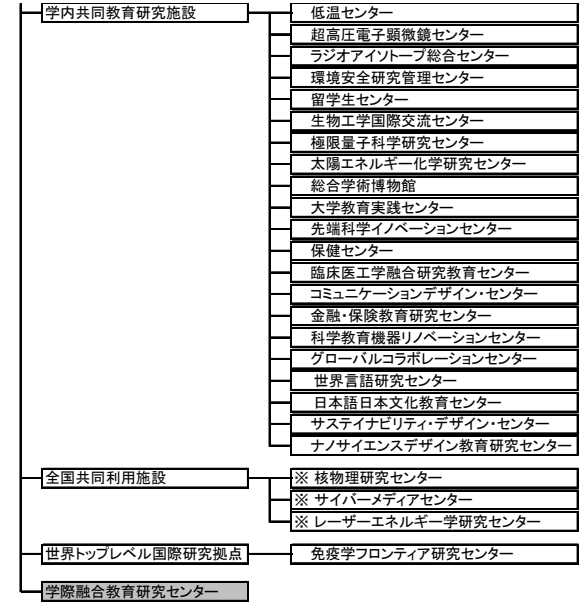 学内共同教育研究施設
低温センター
超高圧電子顕微鏡センター
ラジオアイソトープ総合センター
環境安全研究管理センター
留学生センター
生物工学国際交流センター
極限量子科学研究センター
太陽エネルギー化学研究センター
総合学術博物館
大学教育実践センター
先端科学イノベーションセンター
保健センター
臨床医工学融合研究教育センター
コミュニケーションデザイン・センター
金融・保険教育研究センター
科学教育機器リノベーションセンター
グローバルコラボレーションセンター
世界言語研究センター
日本語日本文化教育センター
サステイナビリティ・デザイン・センター
ナノサイエンスデザイン教育研究センター
全国共同利用施設
※ 核物理研究センター
※ サイバーメディアセンター
※ レーザーエネルギー学研究センター
世界トップレベル国際研究拠点
免疫学フロンティア研究センター
学際融合教育研究センター